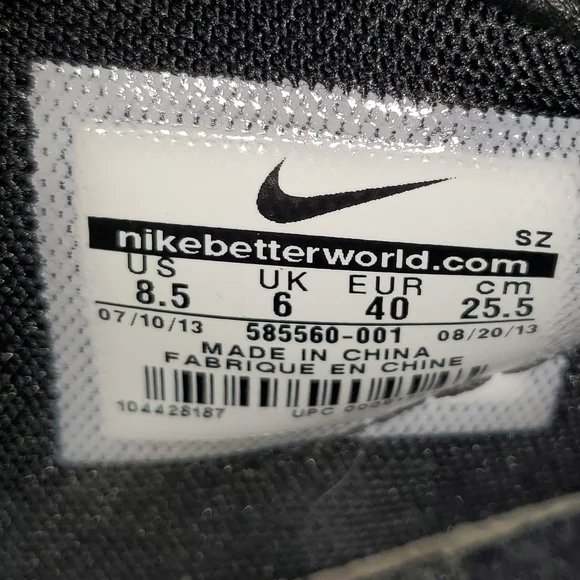 SZ
nikebetterworld.com
US UK EUR cm
8.5 6 40 25.5
07/10/13 585560-001 08/20/13
MADE IN CHINA
FABRIQUE EN CHINE
104428187 UPC